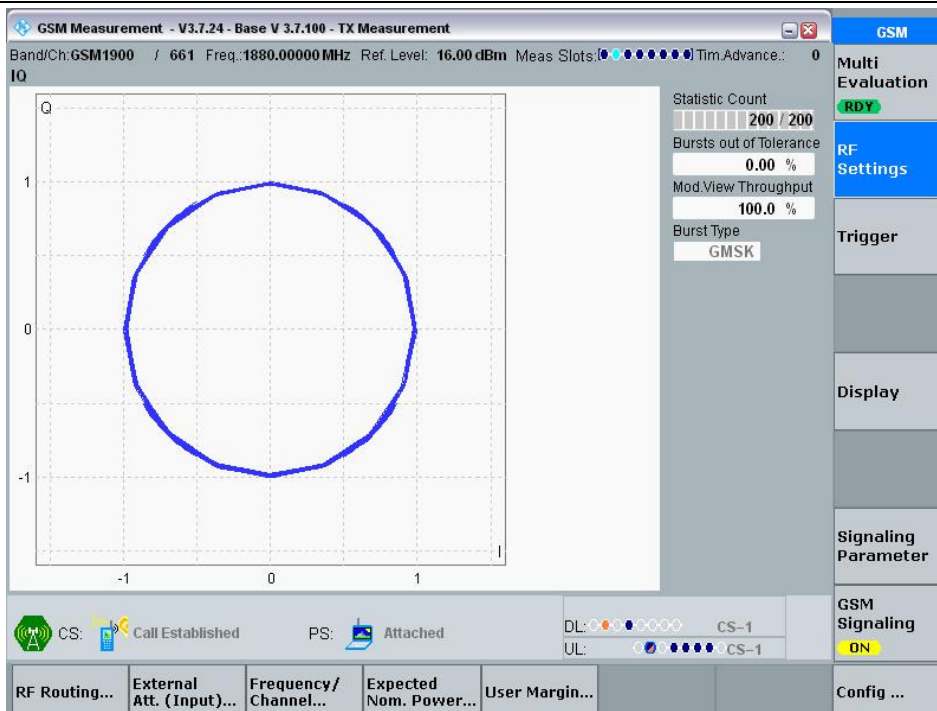 GSM Measurement - V3.7.24 - Base V 3.7.100 - TX Measurement
GSM
Band/Ch:GSM1900 / 661 Freq.:1880.00000 MHz Ref. Level: 16.00 dBm Meas Slots: Tim.Advance.: 0
IQ
Multi
Evaluation
RDY
Q
1
0
-1
I
-1 0 1
Statistic Count
200 / 200
Bursts out of Tolerance
0.00 %
Mod.View Throughput
100.0 %
Burst Type
GMSK
RF
Settings
Trigger
Display
Signaling
Parameter
GSM
Signaling
ON
CS: Call Established PS: Attached
DL: CS-1
UL: CS-1
RF Routing...
External
Att. (Input)...
Frequency/
Channel...
Expected
Nom. Power...
User Margin...
Config ...